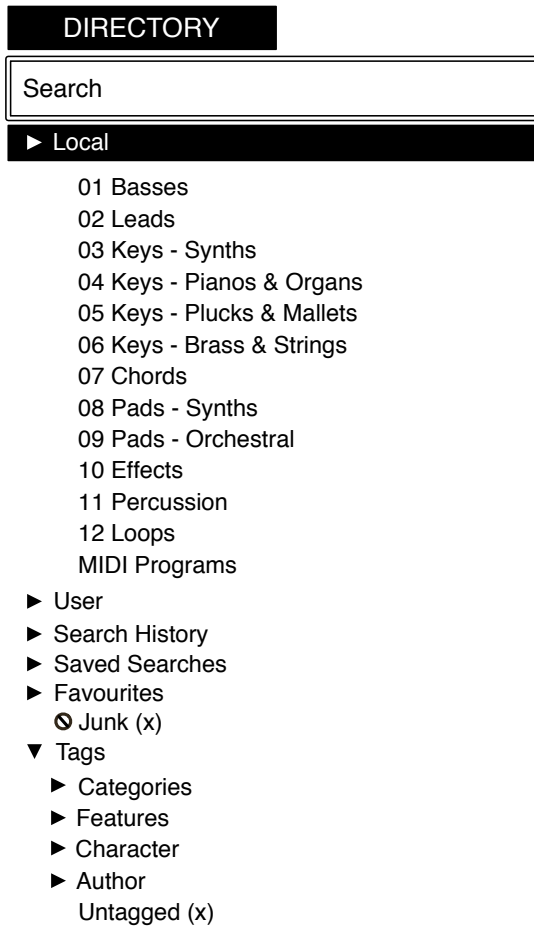 DIRECTORY
Search
► Local
01 Basses
02 Leads
03 Keys - Synths
04 Keys - Pianos & Organs
05 Keys - Plucks & Mallets
06 Keys - Brass & Strings
07 Chords
08 Pads - Synths
09 Pads - Orchestral
10 Effects
11 Percussion
12 Loops
MIDI Programs
► User
► Search History
► Saved Searches
► Favourites
Junk (x)
▼ Tags
► Categories
► Features
► Character
► Author
Untagged (x)